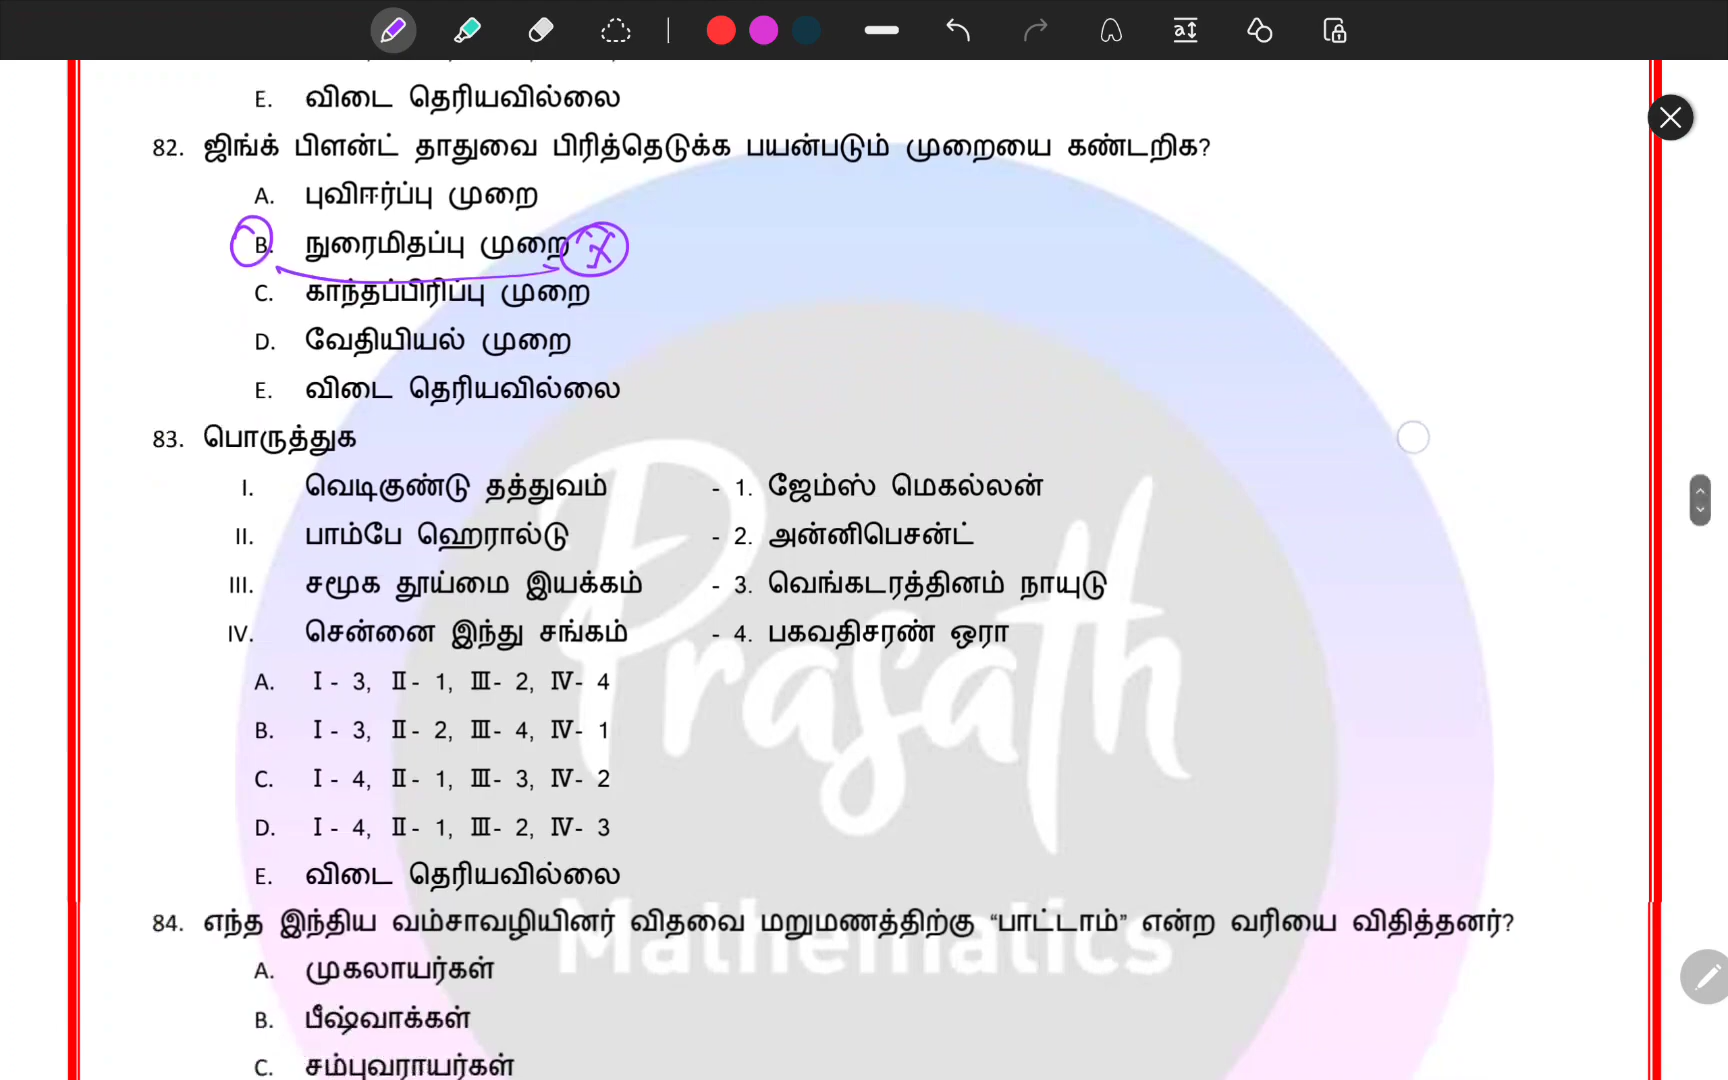 E. விடை தெரியவில்லை
82. ஜிங்க் பிளன்ட் தாதுவை பிரித்தெடுக்க பயன்படும் முறையை கண்டறிக?
A. புவிஈர்ப்பு முறை
B. நுரைமிதப்பு முறை
C. காந்தப்பிரிப்பு முறை
D. வேதியியல் முறை
E. விடை தெரியவில்லை
83. பொருத்துக
I. வெடிகுண்டு தத்துவம் - 1. ஜேம்ஸ் மெகல்லன்
II. பாம்பே ஹெரால்டு - 2. அன்னிபெசன்ட்
III. சமூக தூய்மை இயக்கம் - 3. வெங்கடரத்தினம் நாயுடு
IV. சென்னை இந்து சங்கம் - 4. பகவதிசரண் ஒரா
A. Ⅰ - 3, Ⅱ - 1, Ⅲ - 2, Ⅳ - 4
B. Ⅰ - 3, Ⅱ - 2, Ⅲ - 4, Ⅳ - 1
C. Ⅰ - 4, Ⅱ - 1, Ⅲ - 3, Ⅳ - 2
D. Ⅰ - 4, Ⅱ - 1, Ⅲ - 2, Ⅳ - 3
E. விடை தெரியவில்லை
84. எந்த இந்திய வம்சாவழியினர் விதவை மறுமணத்திற்கு “பாட்டாம்” என்ற வரியை விதித்தனர்?
A. முகலாயர்கள்
B. பீஷ்வாக்கள்
C. சம்புவராயர்கள்
Prasath
Mathematics